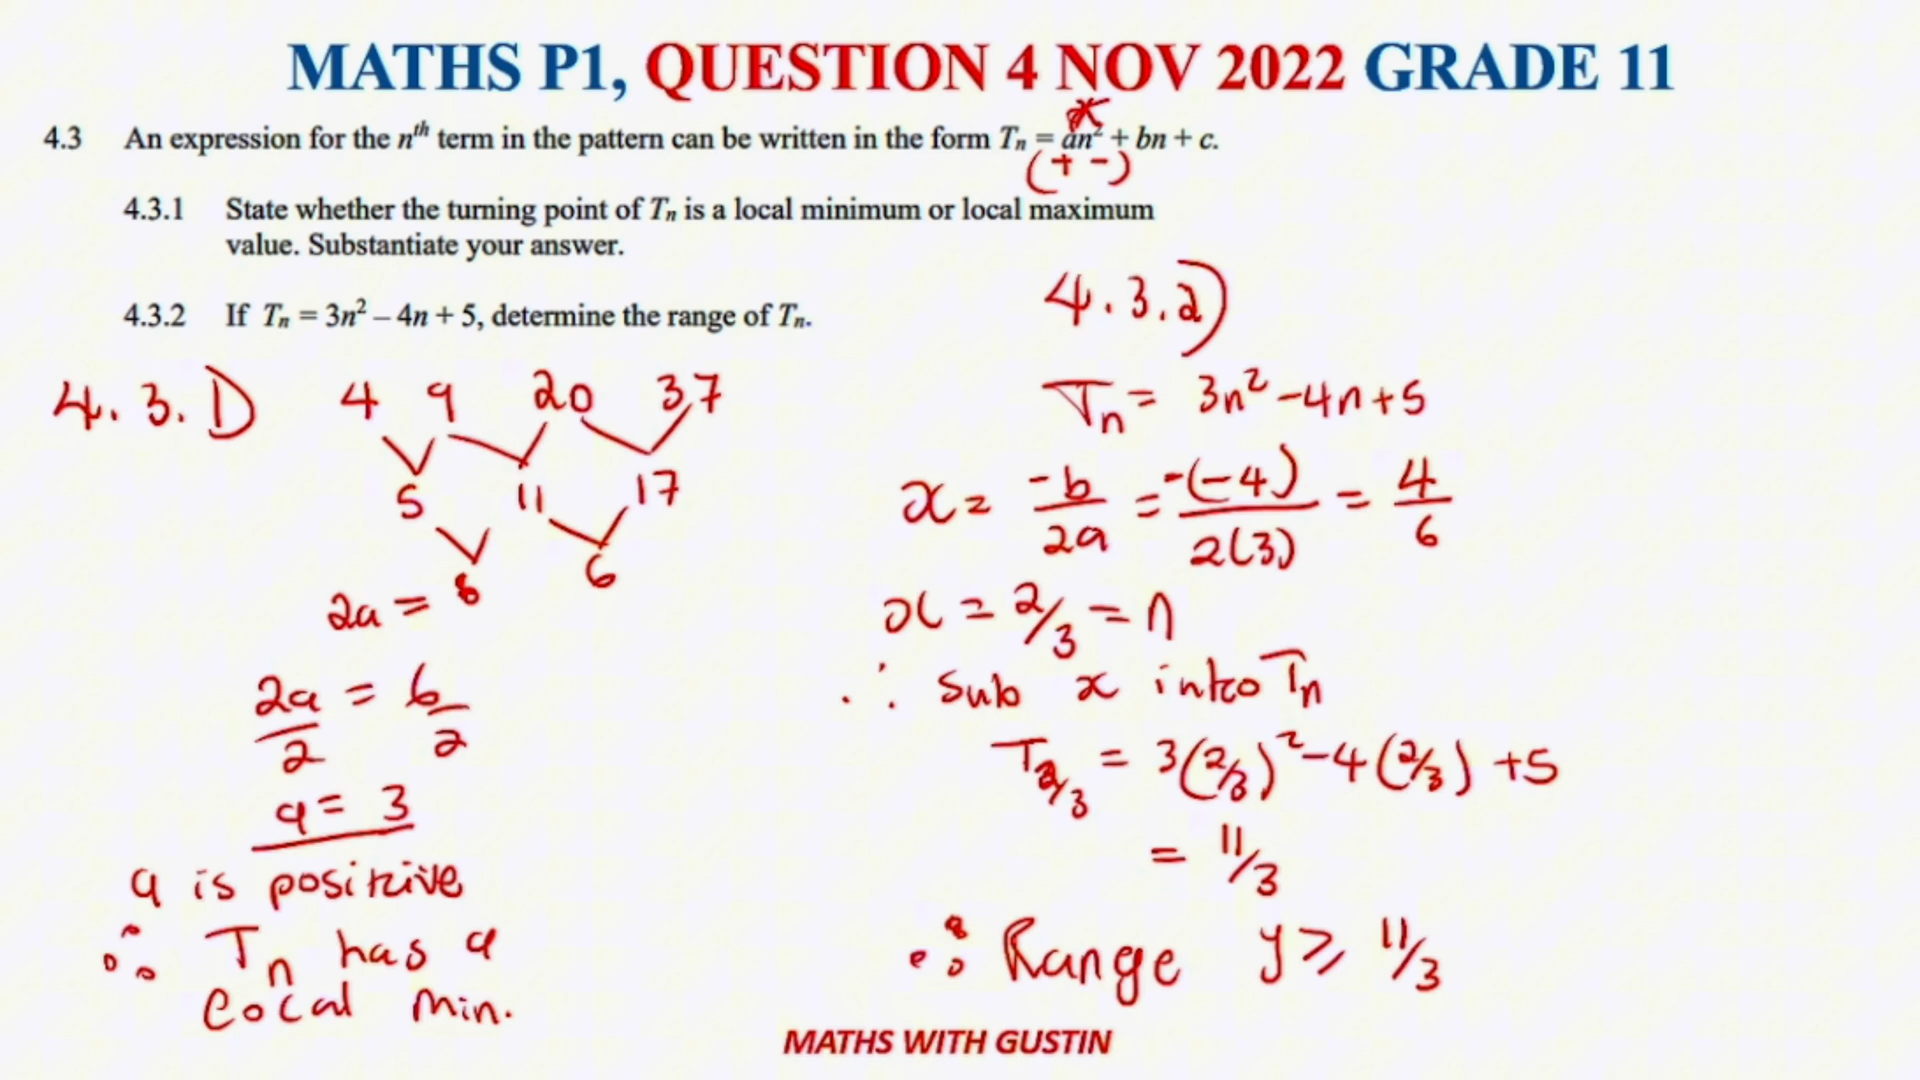 MATHS P1, QUESTION 4 NOV 2022 GRADE 11
4.3 An expression for the nᵗʰ term in the pattern can be written in the form Tₙ = an² + bn + c.
(+ -)
4.3.1 State whether the turning point of Tₙ is a local minimum or local maximum
value. Substantiate your answer.
4.3.2 If Tₙ = 3n² – 4n + 5, determine the range of Tₙ.
4.3.1)
4 9 20 37
5 11 17
6
2a = 6
2a/2 = 6/2
a = 3
a is positive
∴ Tₙ has a
local min.
4.3.2)
Tₙ = 3n² - 4n + 5
x = -b/2a = -(-4)/2(3) = 4/6
x = 2/3 = n
∴ sub x into Tₙ
T₂/₃ = 3(2/3)² - 4(2/3) + 5
= 11/3
∴ Range y ⩾ 11/3
MATHS WITH GUSTIN